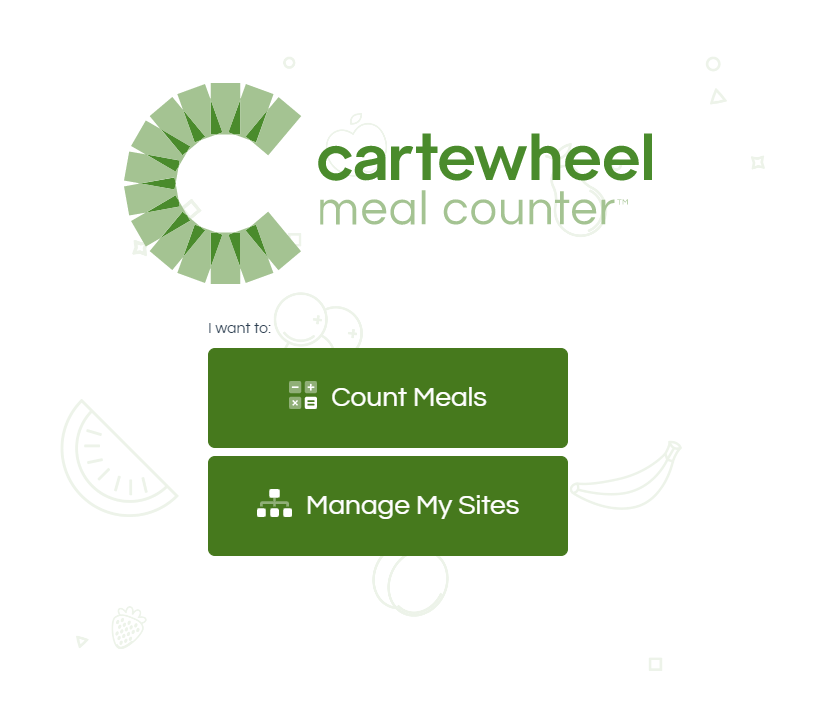 cartewheel
meal counter™
I want to:
Count Meals
Manage My Sites